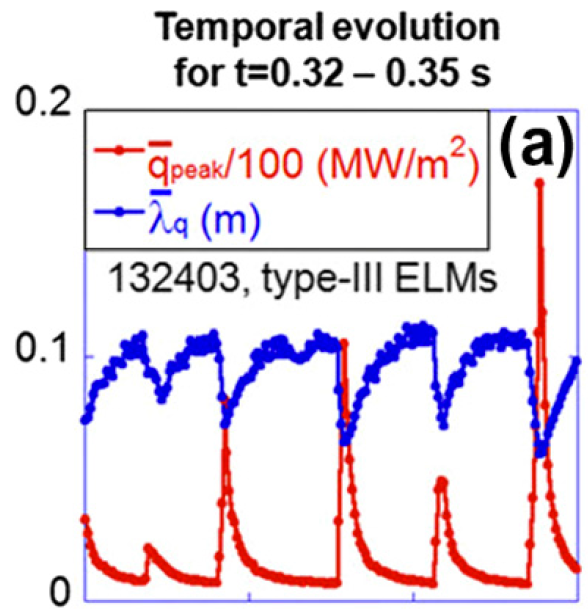 Temporal evolution
for t=0.32 – 0.35 s
0.2
(a)
q̅peak/100 (MW/m²)
λ̅q (m)
132403, type-III ELMs
0.1
0